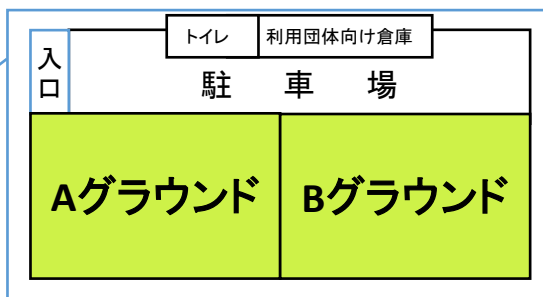 トイレ
利用団体向け倉庫
入口
駐車場
Aグラウンド
Bグラウンド